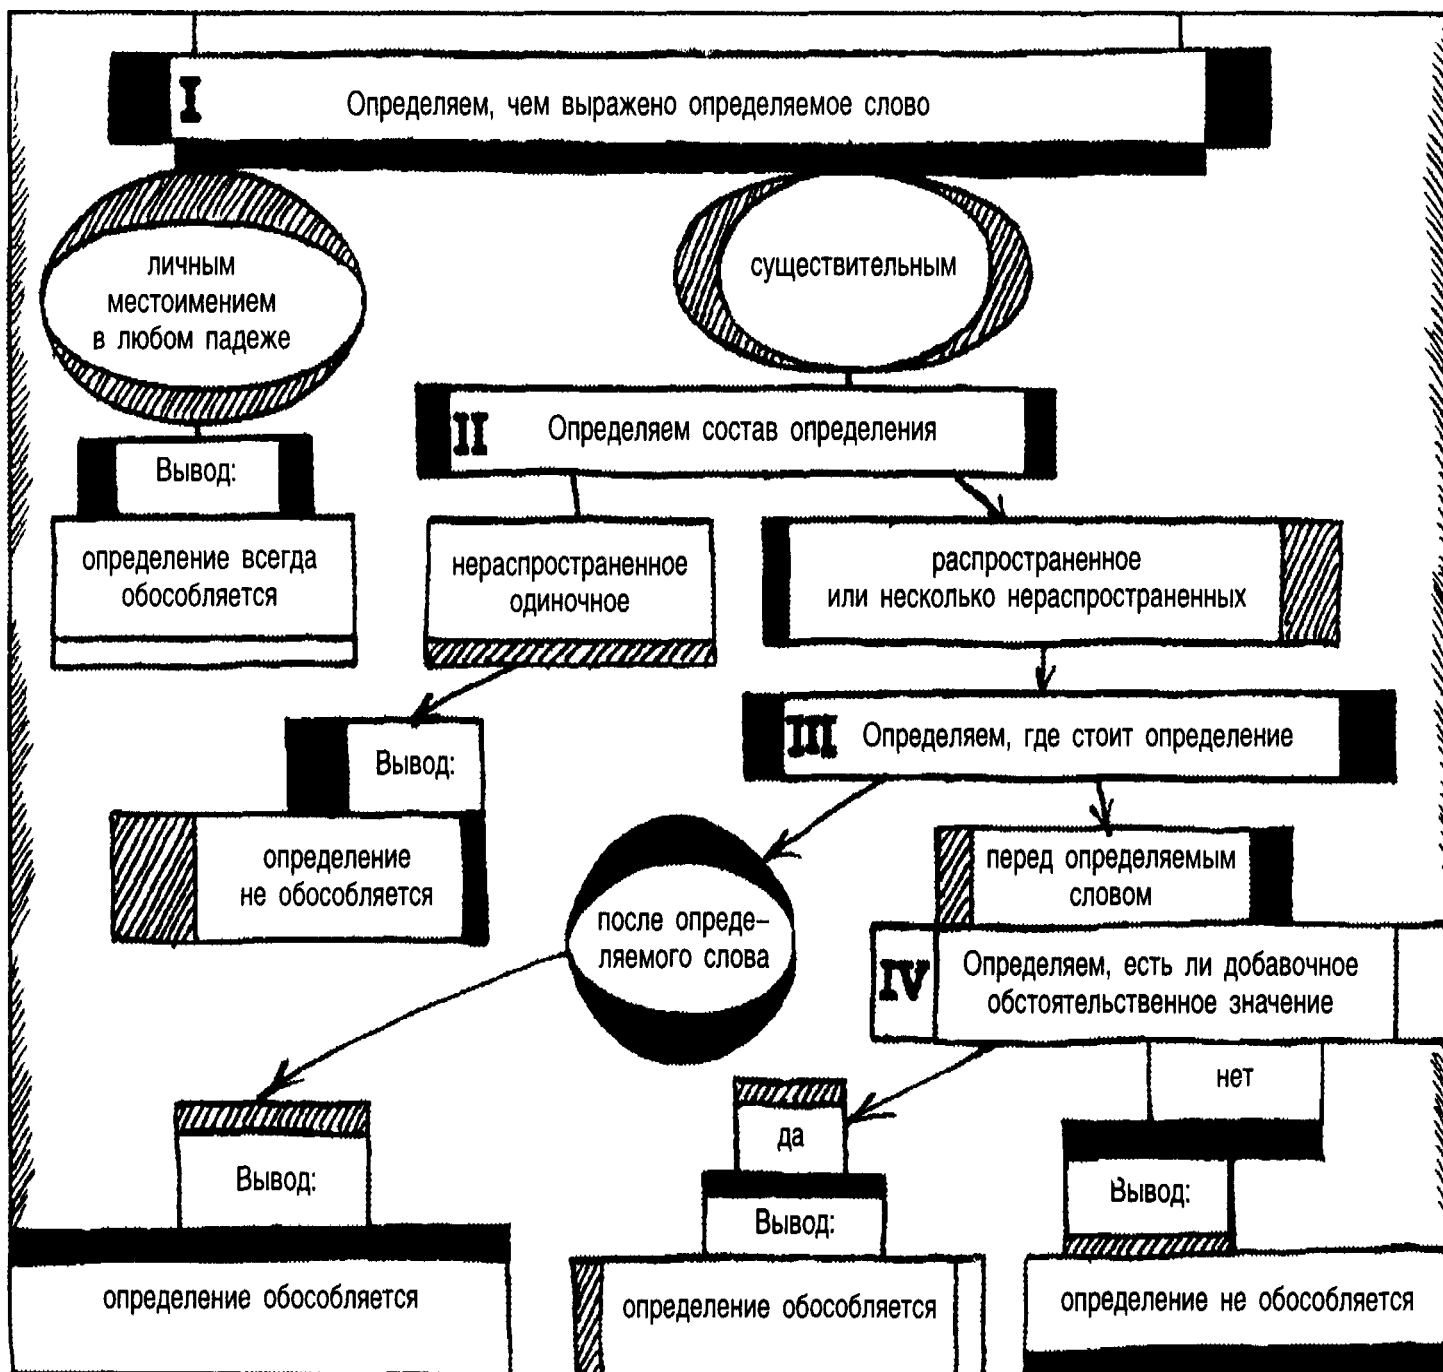 I Определяем, чем выражено определяемое слово
личным
местоимением
в любом падеже
существительным
II Определяем состав определения
Вывод:
определение всегда
обособляется
нераспространенное
одиночное
распространенное
или несколько нераспространенных
Вывод:
определение
не обособляется
III Определяем, где стоит определение
после опреде–
ляемого слова
перед определяемым
словом
IV Определяем, есть ли добавочное
обстоятельственное значение
да
нет
Вывод:
определение обособляется
Вывод:
определение обособляется
Вывод:
определение не обособляется